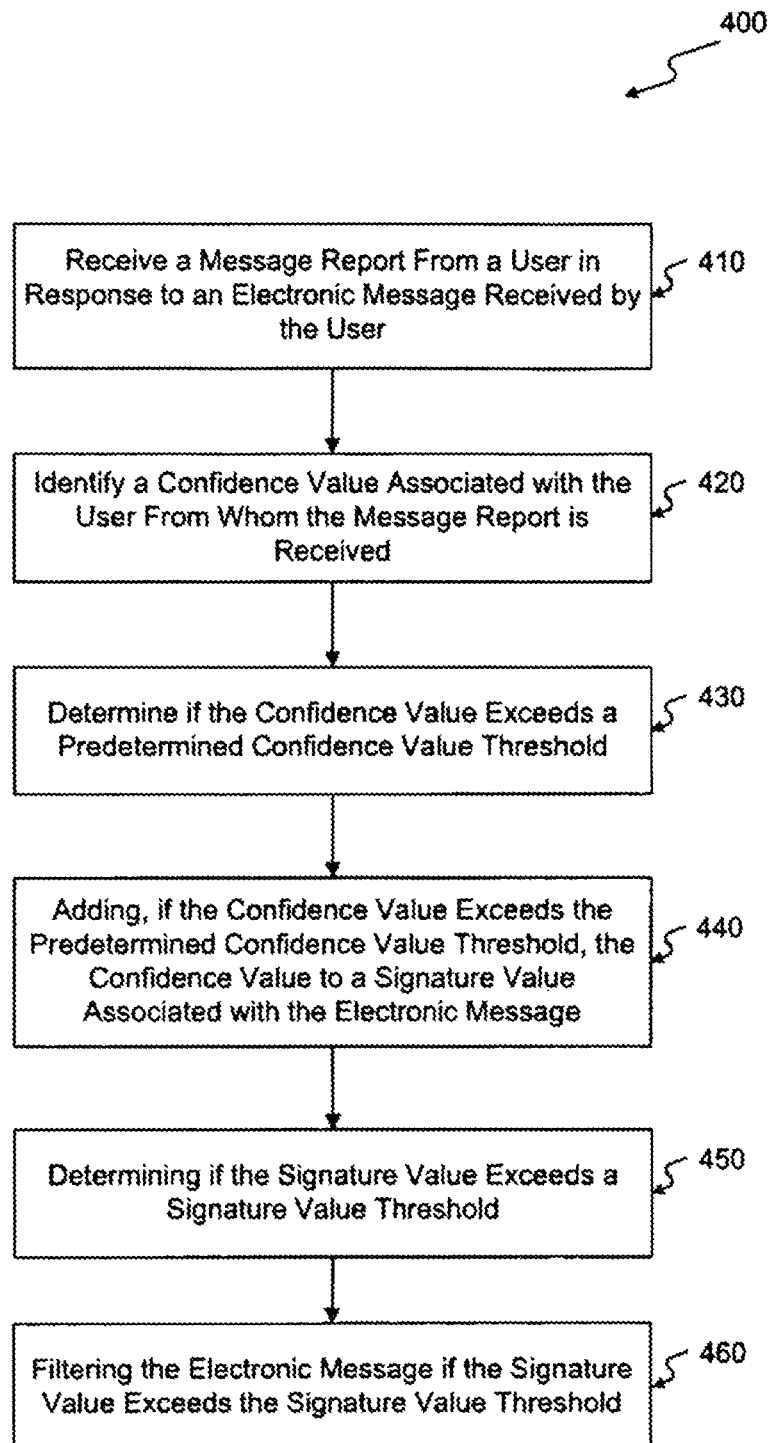 400
Receive a Message Report From a User in
Response to an Electronic Message Received by
the User
410
Identify a Confidence Value Associated with the
User From Whom the Message Report is
Received
420
Determine if the Confidence Value Exceeds a
Predetermined Confidence Value Threshold
430
Adding, if the Confidence Value Exceeds the
Predetermined Confidence Value Threshold, the
Confidence Value to a Signature Value
Associated with the Electronic Message
440
Determining if the Signature Value Exceeds a
Signature Value Threshold
450
Filtering the Electronic Message if the Signature
Value Exceeds the Signature Value Threshold
460